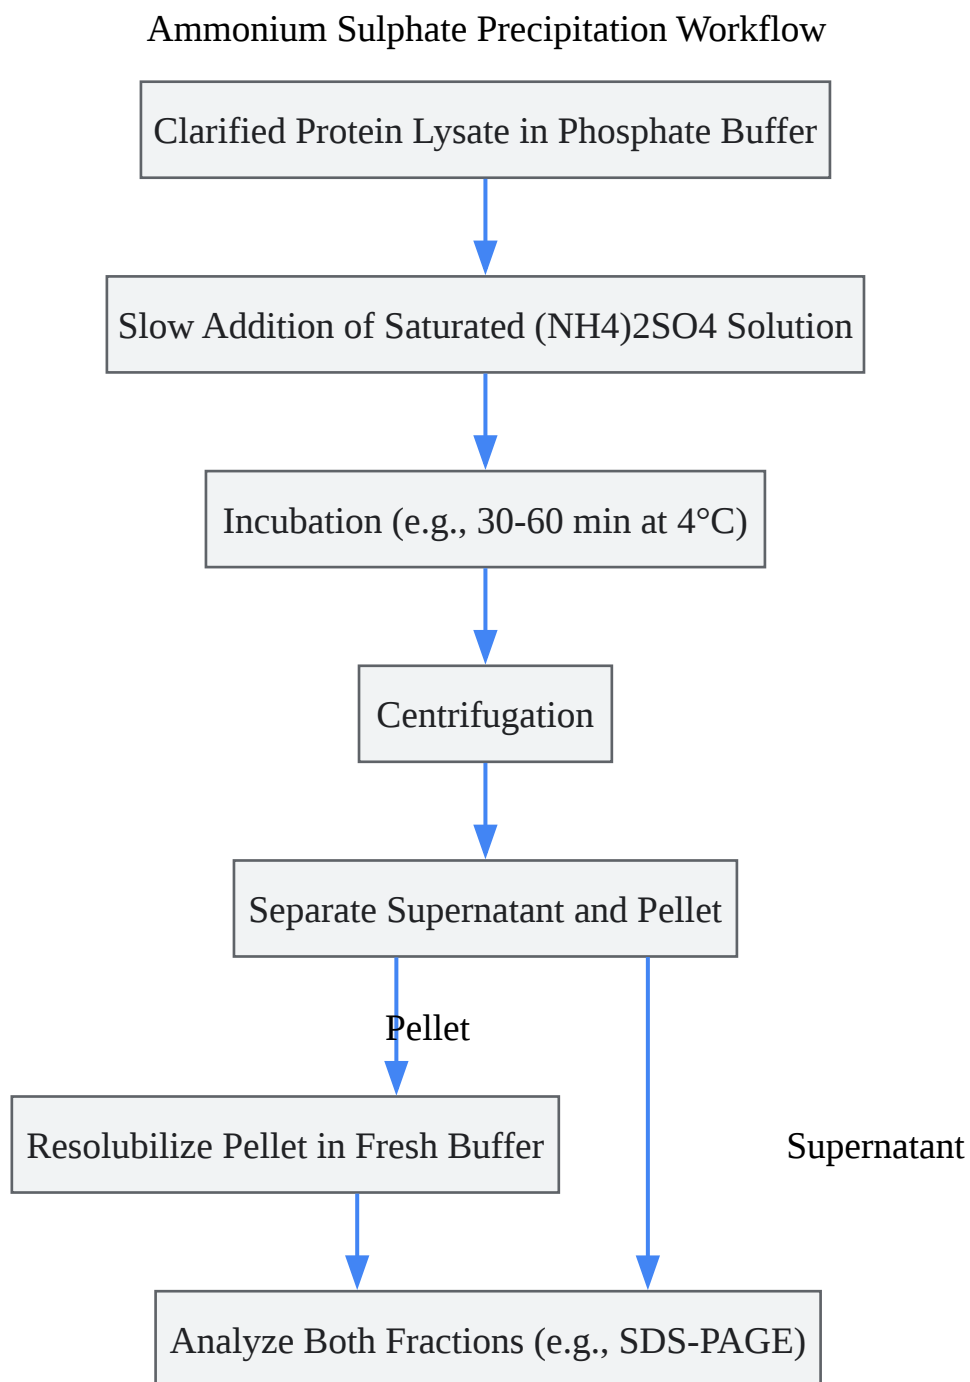 Ammonium Sulphate Precipitation Workflow
Clarified Protein Lysate in Phosphate Buffer
Slow Addition of Saturated (NH4)2SO4 Solution
Incubation (e.g., 30-60 min at 4°C)
Centrifugation
Separate Supernatant and Pellet
Pellet
Resolubilize Pellet in Fresh Buffer
Supernatant
Analyze Both Fractions (e.g., SDS-PAGE)